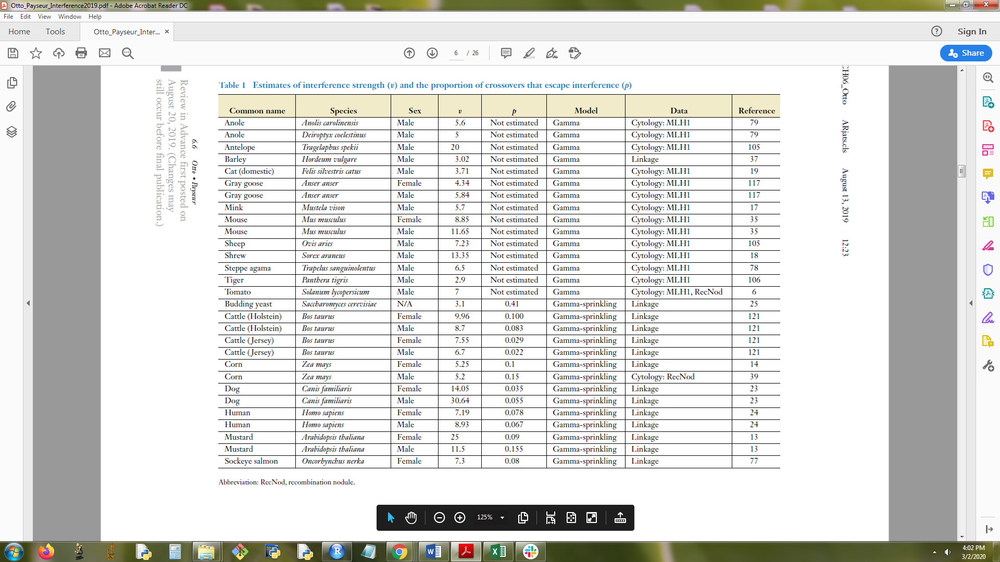 Otto_Payseur_Interference2019.pdf - Adobe Acrobat Reader DC
File Edit View Window Help
Home Tools Otto_Payseur_Inter... × Sign In
6 / 26 Share
Review in Advance first posted on
August 20, 2019. (Changes may
still occur before final publication.)
6.6 Otto • Payseur
CH06_Otto ARjats.cls August 13, 2019 12:23
Table 1 Estimates of interference strength (v) and the proportion of crossovers that escape interference (p)
Common name Species Sex v p Model Data Reference
Anole Anolis carolinensis Male 5.6 Not estimated Gamma Cytology: MLH1 79
Anole Deiroptyx coelestinus Male 5 Not estimated Gamma Cytology: MLH1 79
Antelope Tragelaphus spekii Male 20 Not estimated Gamma Cytology: MLH1 105
Barley Hordeum vulgare Male 3.02 Not estimated Gamma Linkage 37
Cat (domestic) Felis silvestris catus Male 3.71 Not estimated Gamma Cytology: MLH1 19
Gray goose Anser anser Female 4.34 Not estimated Gamma Cytology: MLH1 117
Gray goose Anser anser Male 5.84 Not estimated Gamma Cytology: MLH1 117
Mink Mustela vison Male 5.7 Not estimated Gamma Cytology: MLH1 17
Mouse Mus musculus Female 8.85 Not estimated Gamma Cytology: MLH1 35
Mouse Mus musculus Male 11.65 Not estimated Gamma Cytology: MLH1 35
Sheep Ovis aries Male 7.23 Not estimated Gamma Cytology: MLH1 105
Shrew Sorex araneus Male 13.35 Not estimated Gamma Cytology: MLH1 18
Steppe agama Trapelus sanguinolentus Male 6.5 Not estimated Gamma Cytology: MLH1 78
Tiger Panthera tigris Male 2.9 Not estimated Gamma Cytology: MLH1 106
Tomato Solanum lycopersicum Male 7 Not estimated Gamma Cytology: MLH1, RecNod 6
Budding yeast Saccharomyces cerevisiae N/A 3.1 0.41 Gamma-sprinkling Linkage 25
Cattle (Holstein) Bos taurus Female 9.96 0.100 Gamma-sprinkling Linkage 121
Cattle (Holstein) Bos taurus Male 8.7 0.083 Gamma-sprinkling Linkage 121
Cattle (Jersey) Bos taurus Female 7.55 0.029 Gamma-sprinkling Linkage 121
Cattle (Jersey) Bos taurus Male 6.7 0.022 Gamma-sprinkling Linkage 121
Corn Zea mays Female 5.25 0.1 Gamma-sprinkling Linkage 14
Corn Zea mays Male 5.2 0.15 Gamma-sprinkling Cytology: RecNod 39
Dog Canis familiaris Female 14.05 0.035 Gamma-sprinkling Linkage 23
Dog Canis familiaris Male 30.64 0.055 Gamma-sprinkling Linkage 23
Human Homo sapiens Female 7.19 0.078 Gamma-sprinkling Linkage 24
Human Homo sapiens Male 8.93 0.067 Gamma-sprinkling Linkage 24
Mustard Arabidopsis thaliana Female 25 0.09 Gamma-sprinkling Linkage 13
Mustard Arabidopsis thaliana Male 11.5 0.155 Gamma-sprinkling Linkage 13
Sockeye salmon Oncorhynchus nerka Female 7.3 0.08 Gamma-sprinkling Linkage 77
Abbreviation: RecNod, recombination nodule.
125%
4:02 PM
3/2/2020